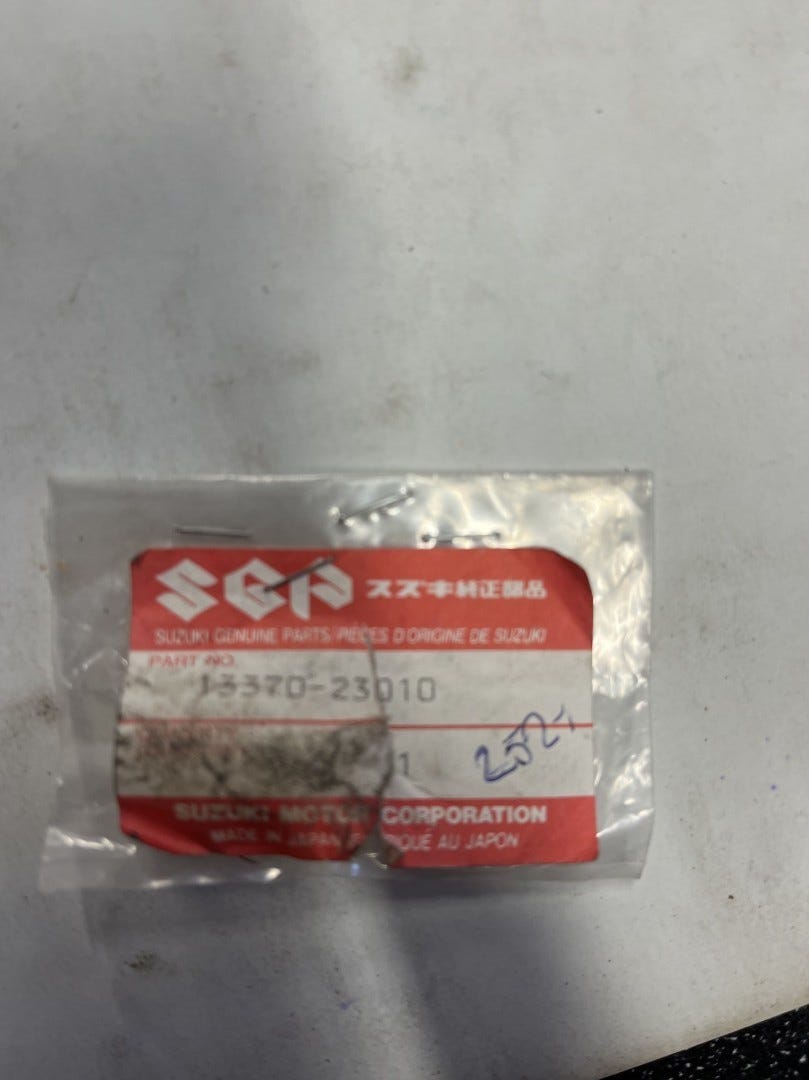 SGP スズキ純正部品
SUZUKI GENUINE PARTS/PIÈCES D'ORIGINE DE SUZUKI
PART NO.
13370-23010
1
SUZUKI MOTOR CORPORATION
MADE IN JAPAN AU JAPON